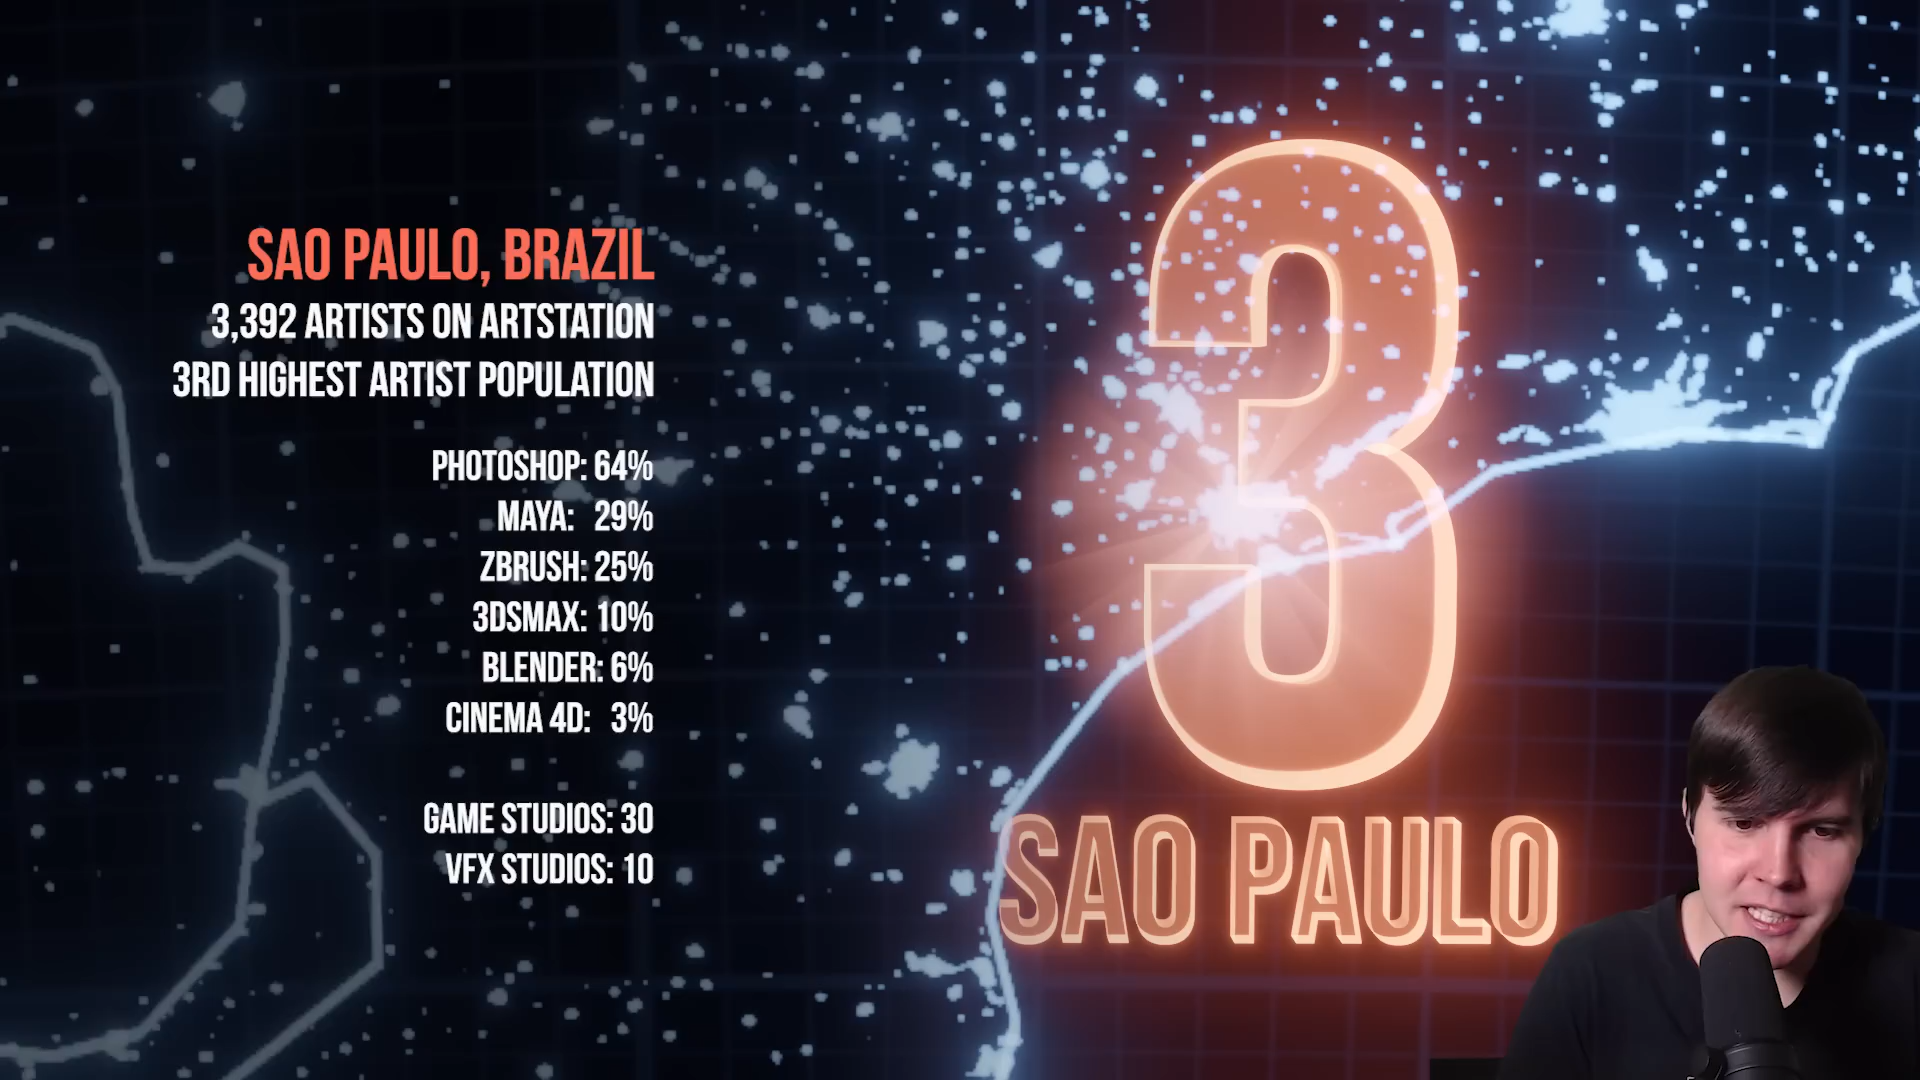 SAO PAULO, BRAZIL
3,392 ARTISTS ON ARTSTATION
3RD HIGHEST ARTIST POPULATION
PHOTOSHOP: 64%
MAYA: 29%
ZBRUSH: 25%
3DSMAX: 10%
BLENDER: 6%
CINEMA 4D: 3%
GAME STUDIOS: 30
VFX STUDIOS: 10
3
SAO PAULO